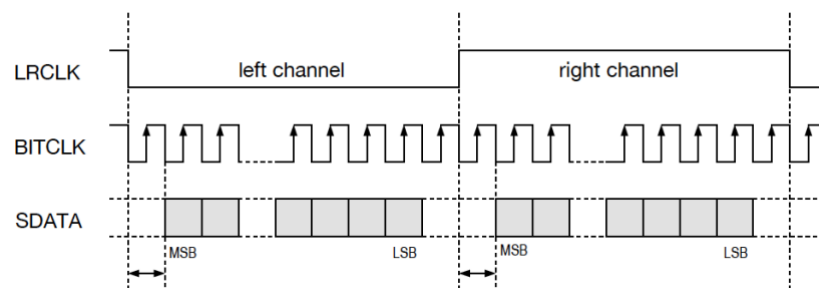 LRCLK
left channel
right channel
BITCLK
SDATA
MSB
LSB
MSB
LSB